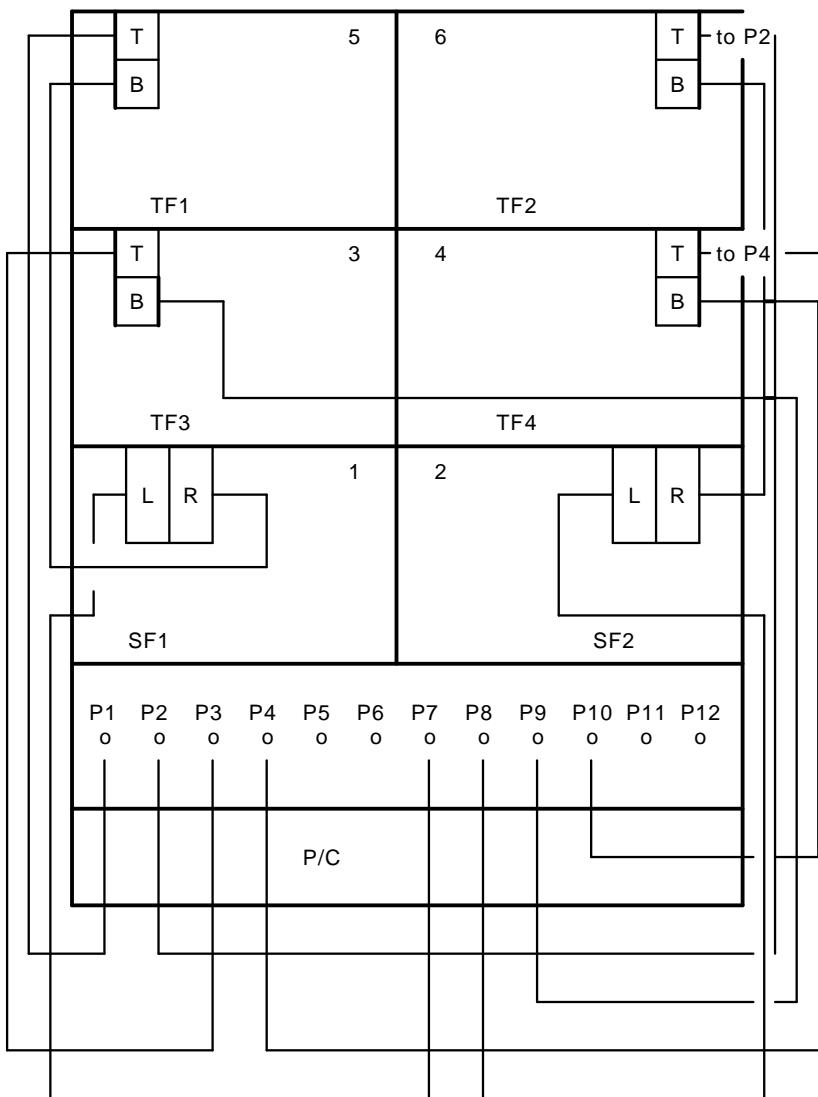 T 5 6 T to P2
B B
TF1 TF2
T 3 4 T to P4
B B
TF3 TF4
1 2
L R L R
SF1 SF2
P1 P2 P3 P4 P5 P6 P7 P8 P9 P10 P11 P12
o o o o o o o o o o o o
P/C